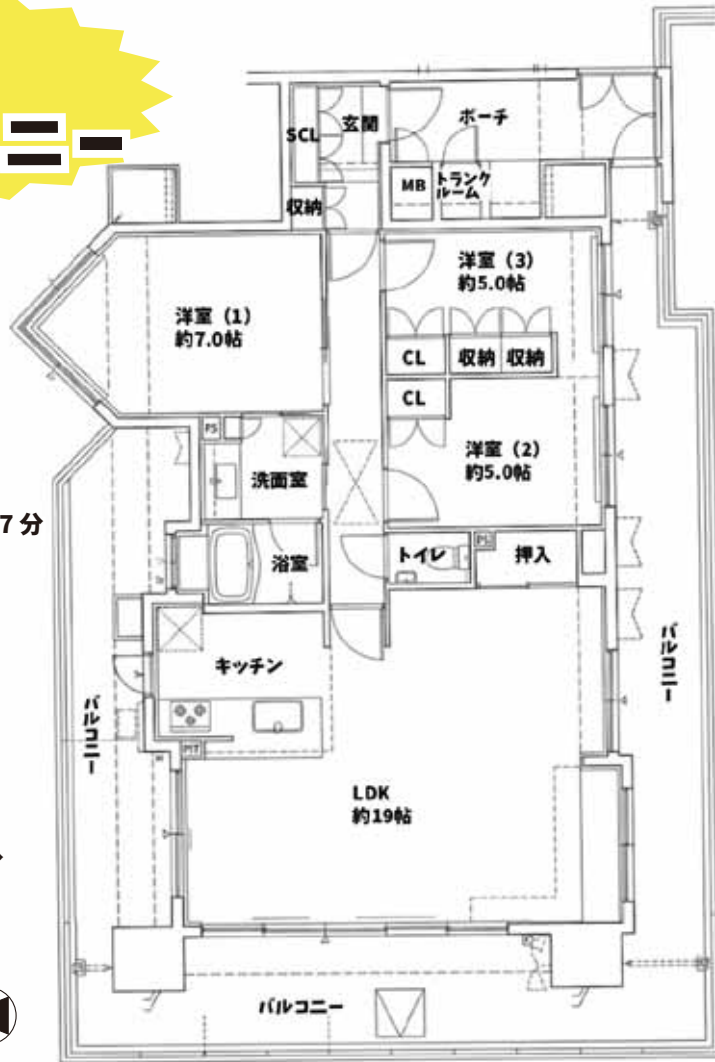 ポーチ
玄関
SCL
MB
トランク
ルーム
収納
洋室（3）
約5.0帖
洋室（1）
約7.0帖
CL
収納
収納
CL
PS
洋室（2）
約5.0帖
洗面室
7分
トイレ
PS
押入
浴室
キッチン
バルコニー
バルコニー
PIT
LDK
約19帖
バルコニー